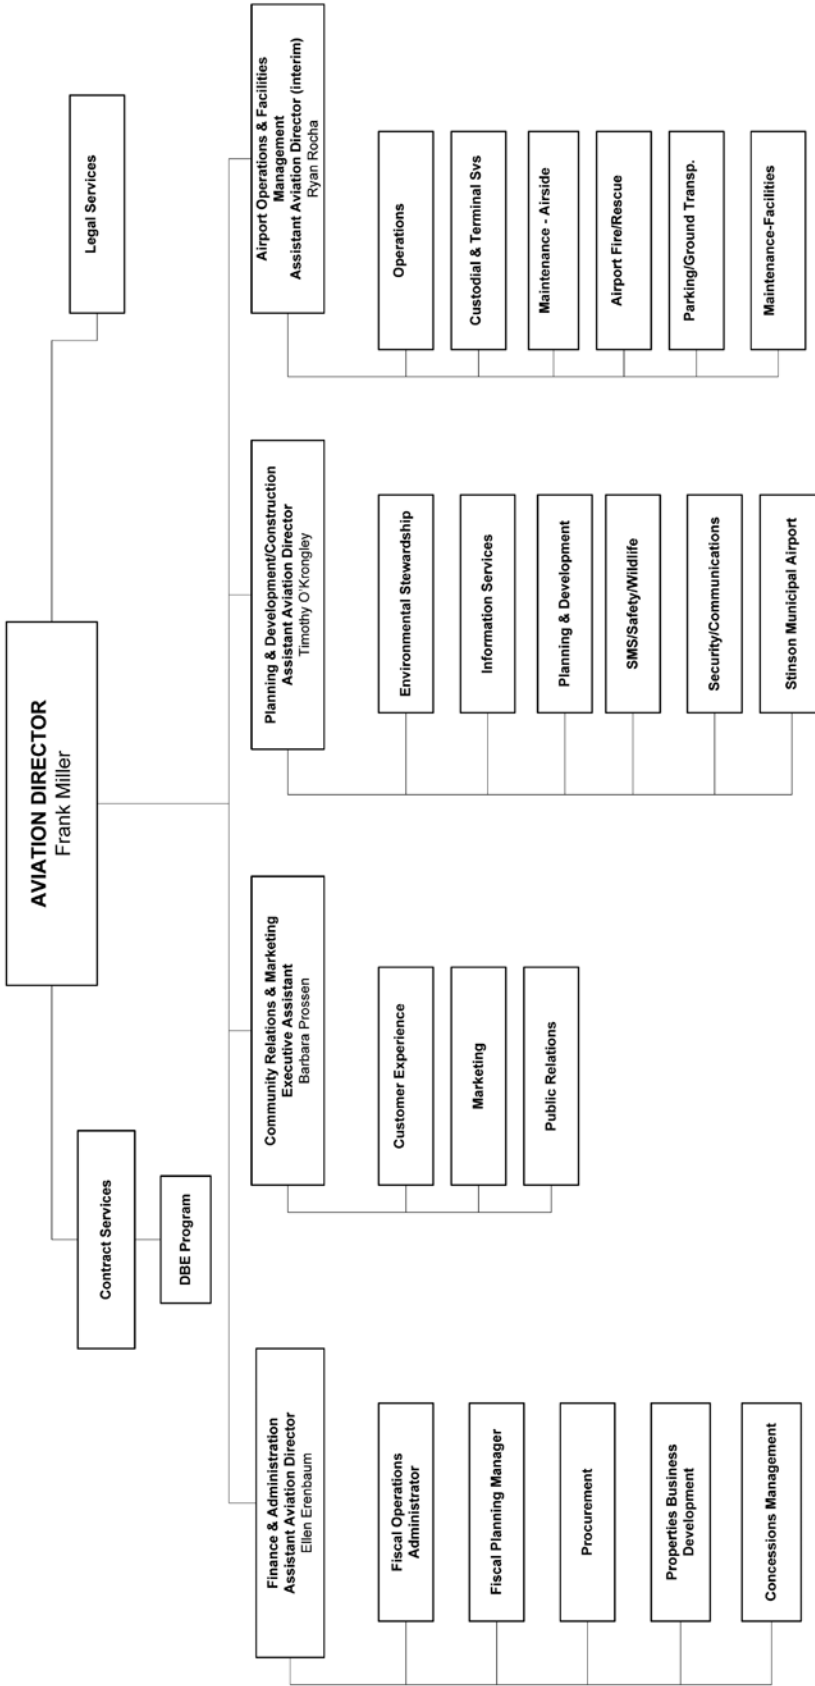 AVIATION DIRECTOR
Frank Miller
Contract Services
DBE Program
Legal Services
Finance & Administration
Assistant Aviation Director
Ellen Erenbaum
Fiscal Operations
Administrator
Fiscal Planning Manager
Procurement
Properties Business
Development
Concessions Management
Community Relations & Marketing
Executive Assistant
Barbara Prossen
Customer Experience
Marketing
Public Relations
Planning & Development/Construction
Assistant Aviation Director
Timothy O'Krongley
Environmental Stewardship
Information Services
Planning & Development
SMS/Safety/Wildlife
Security/Communications
Stinson Municipal Airport
Airport Operations & Facilities
Management
Assistant Aviation Director (interim)
Ryan Rocha
Operations
Custodial & Terminal Svs
Maintenance - Airside
Airport Fire/Rescue
Parking/Ground Transp.
Maintenance-Facilities